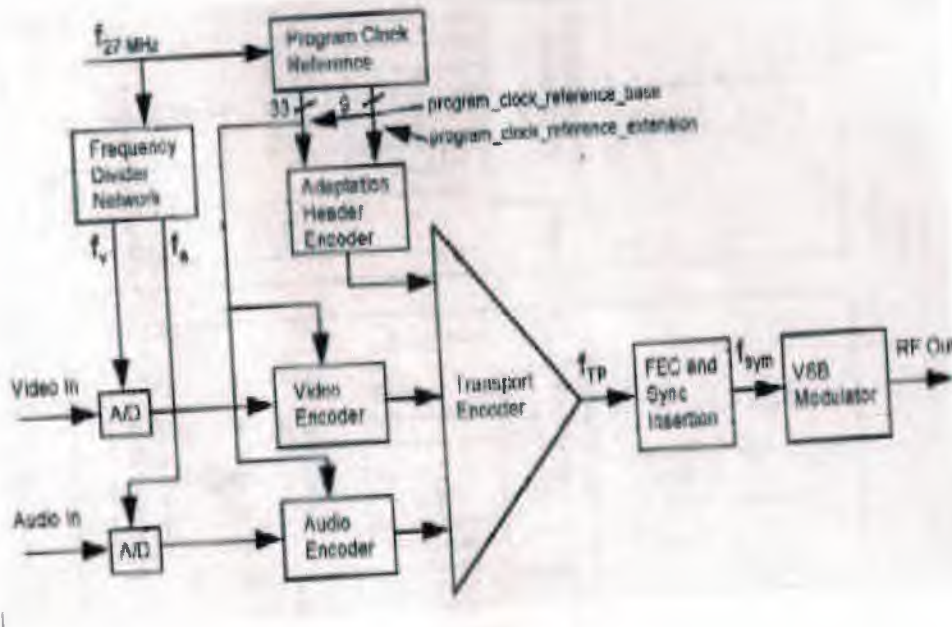 f27 MHz
Program Clock
Reference
33
9
program_clock_reference_base
program_clock_reference_extension
Frequency
Divider
Network
Adaptation
Header
Encoder
fv
fa
Video In
A/D
Video
Encoder
Transport
Encoder
fTP
FEC and
Sync
Insertion
fsym
VSB
Modulator
RF Out
Audio In
A/D
Audio
Encoder